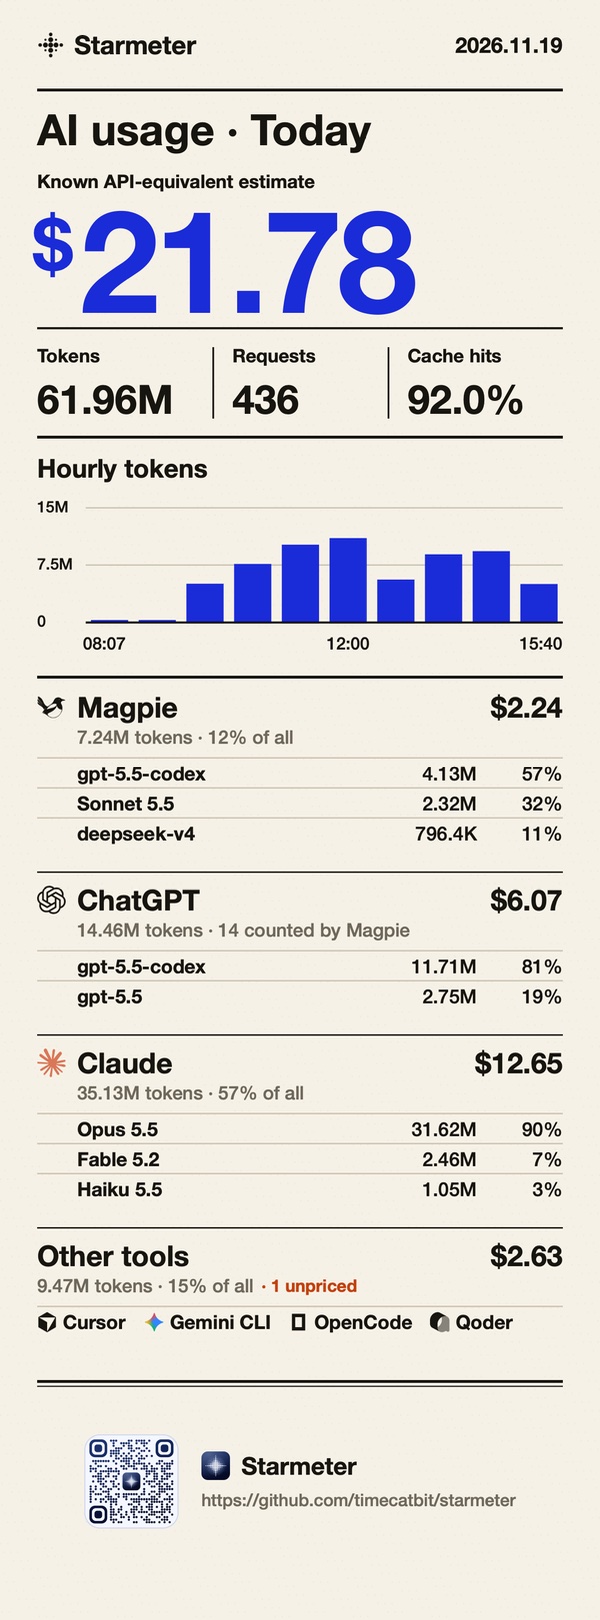 Starmeter
2026.11.19
AI usage · Today
Known API-equivalent estimate
$21.78
Tokens
61.96M
Requests
436
Cache hits
92.0%
Hourly tokens
15M
7.5M
0
08:07
12:00
15:40
Magpie
$2.24
7.24M tokens · 12% of all
gpt-5.5-codex 4.13M 57%
Sonnet 5.5 2.32M 32%
deepseek-v4 796.4K 11%
ChatGPT
$6.07
14.46M tokens · 14 counted by Magpie
gpt-5.5-codex 11.71M 81%
gpt-5.5 2.75M 19%
Claude
$12.65
35.13M tokens · 57% of all
Opus 5.5 31.62M 90%
Fable 5.2 2.46M 7%
Haiku 5.5 1.05M 3%
Other tools
$2.63
9.47M tokens · 15% of all · 1 unpriced
Cursor Gemini CLI OpenCode Qoder
Starmeter
https://github.com/timecatbit/starmeter